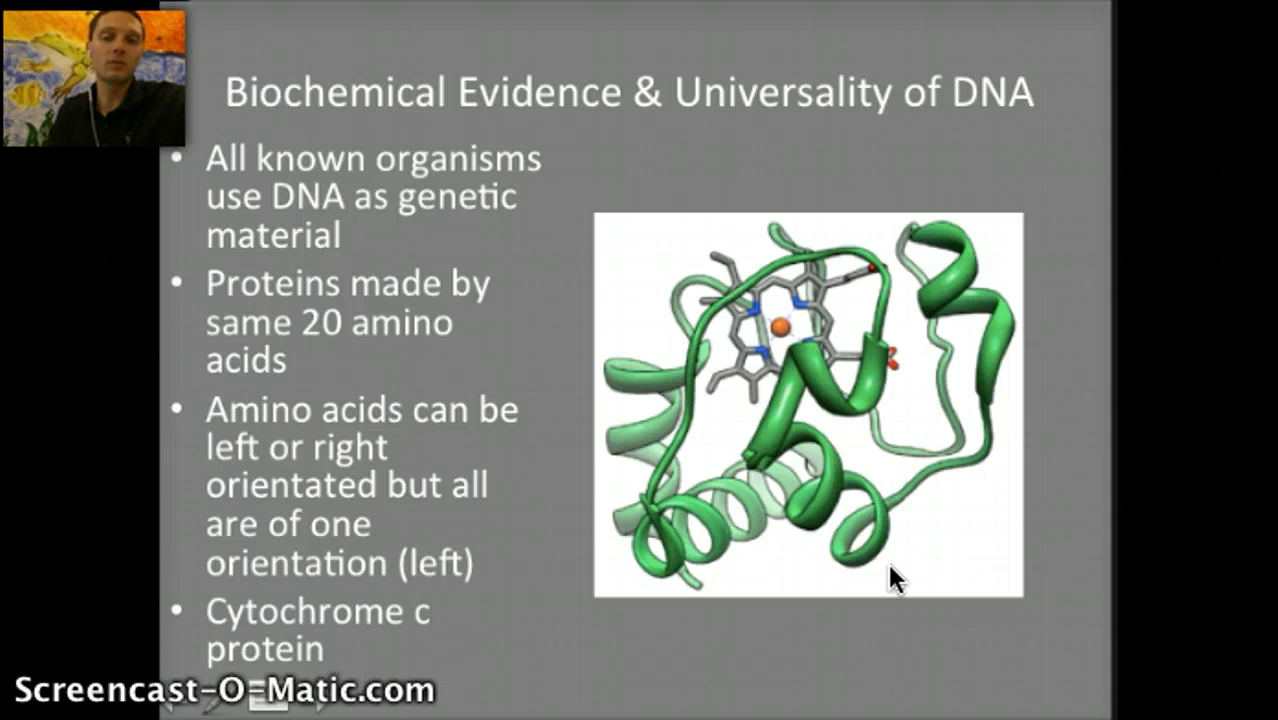 Biochemical Evidence & Universality of DNA
• All known organisms
use DNA as genetic
material
• Proteins made by
same 20 amino
acids
• Amino acids can be
left or right
orientated but all
are of one
orientation (left)
• Cytochrome c
protein
Screencast-O-Matic.com